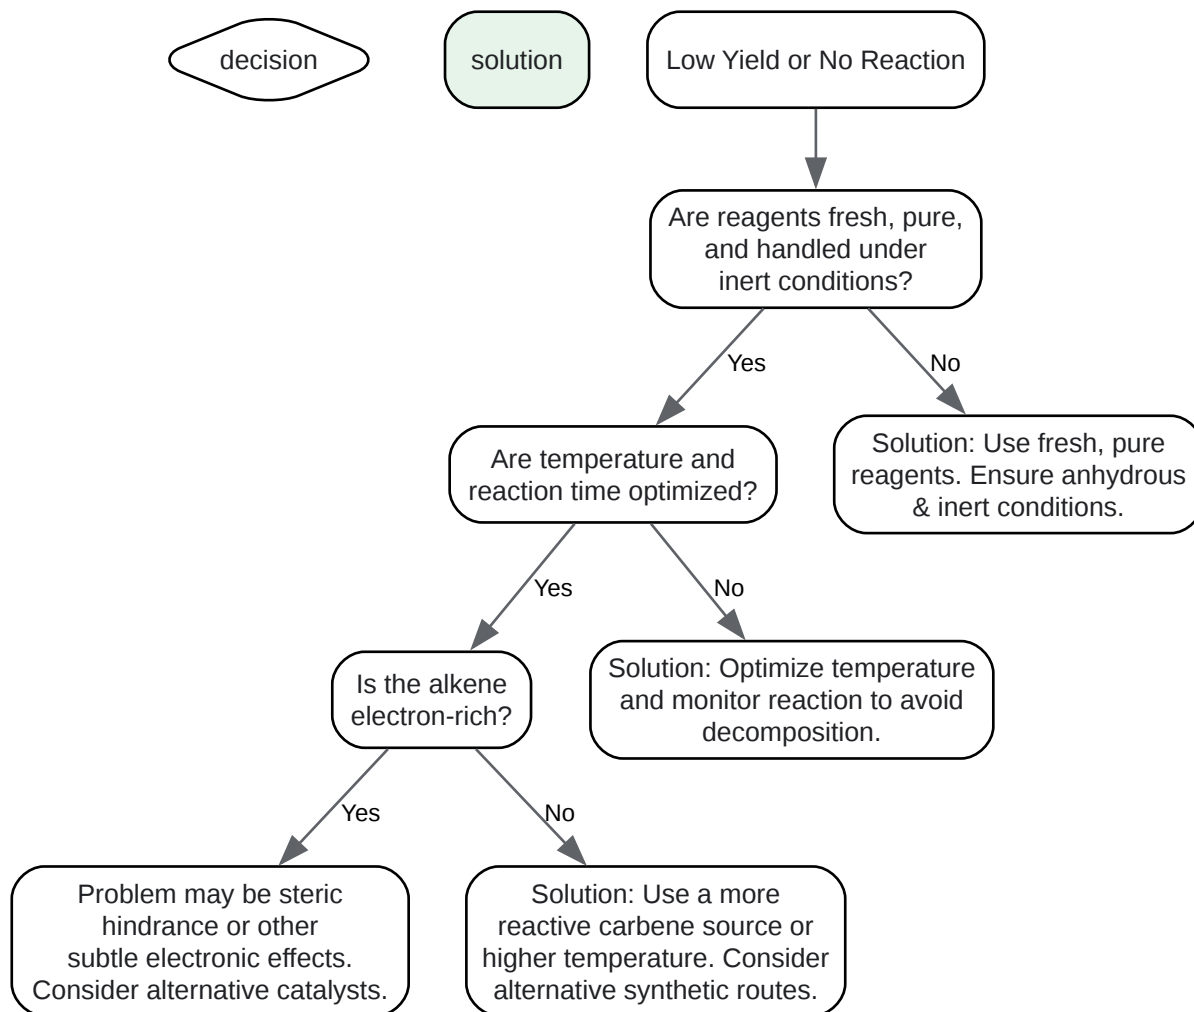 decision
solution
Low Yield or No Reaction
Are reagents fresh, pure,
and handled under
inert conditions?
Yes
No
Are temperature and
reaction time optimized?
Solution: Use fresh, pure
reagents. Ensure anhydrous
& inert conditions.
Yes
No
Is the alkene
electron-rich?
Solution: Optimize temperature
and monitor reaction to avoid
decomposition.
Yes
No
Problem may be steric
hindrance or other
subtle electronic effects.
Consider alternative catalysts.
Solution: Use a more
reactive carbene source or
higher temperature. Consider
alternative synthetic routes.